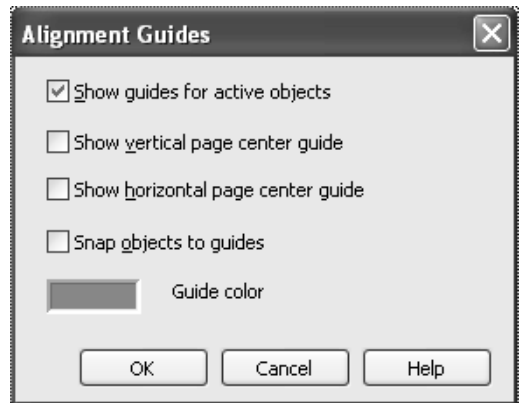 Alignment Guides
Show guides for active objects
Show vertical page center guide
Show horizontal page center guide
Snap objects to guides
Guide color
OK Cancel Help